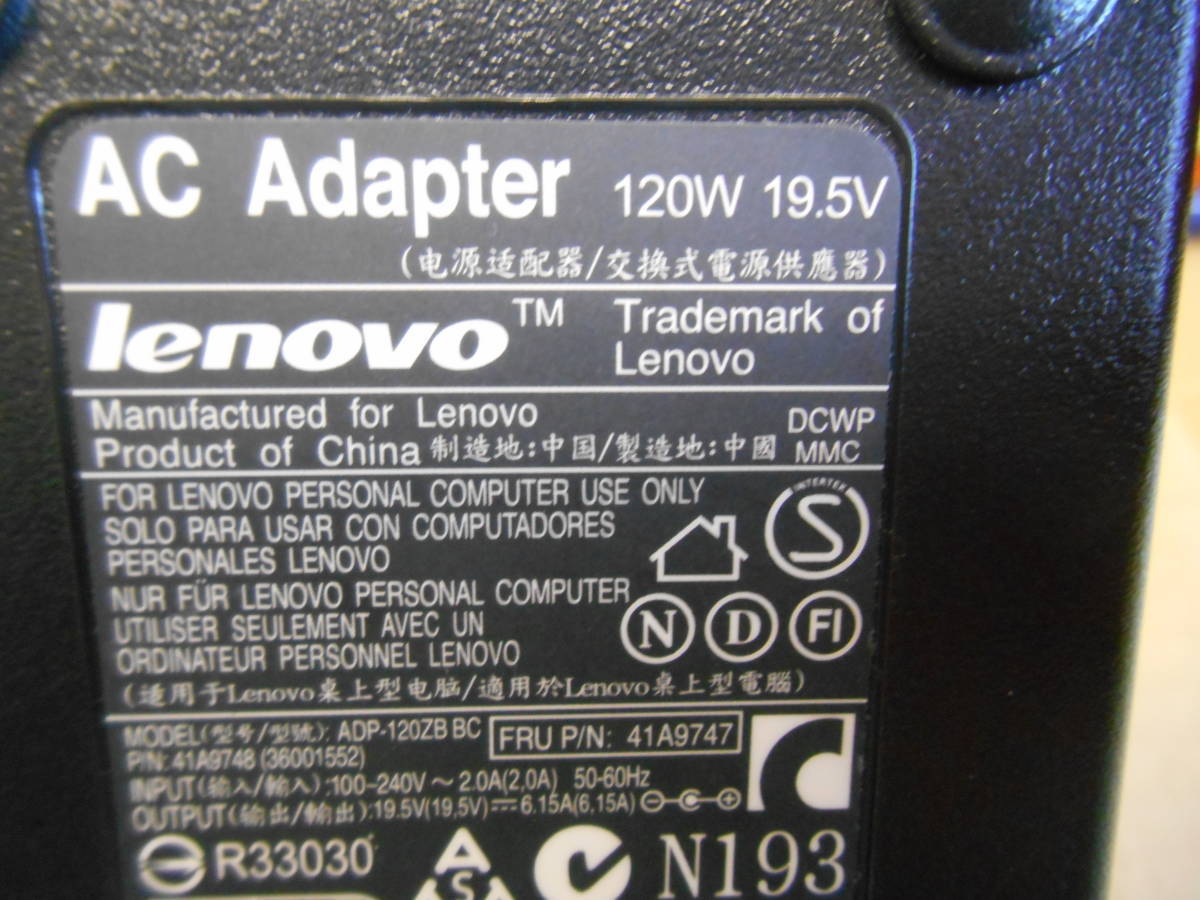 AC Adapter 120W 19.5V
(电源适配器/交換式電源供應器)
lenovo™ Trademark of
Lenovo
Manufactured for Lenovo DCWP
Product of China 制造地:中国/製造地:中國 MMC
FOR LENOVO PERSONAL COMPUTER USE ONLY
INTERTEK
S
SOLO PARA USAR CON COMPUTADORES
PERSONALES LENOVO
NUR FÜR LENOVO PERSONAL COMPUTER
N D FI
UTILISER SEULEMENT AVEC UN
ORDINATEUR PERSONNEL LENOVO
(适用于Lenovo桌上型电脑/適用於Lenovo桌上型電腦)
MODEL(型号/型號): ADP-120ZB BC FRU P/N: 41A9747
P/N: 41A9748 (36001552)
INPUT(输入/輸入):100-240V ~ 2.0A(2,0A) 50-60Hz
OUTPUT(输出/輸出):19.5V(19,5V)⎓6.15A(6,15A)
R33030 A S N193